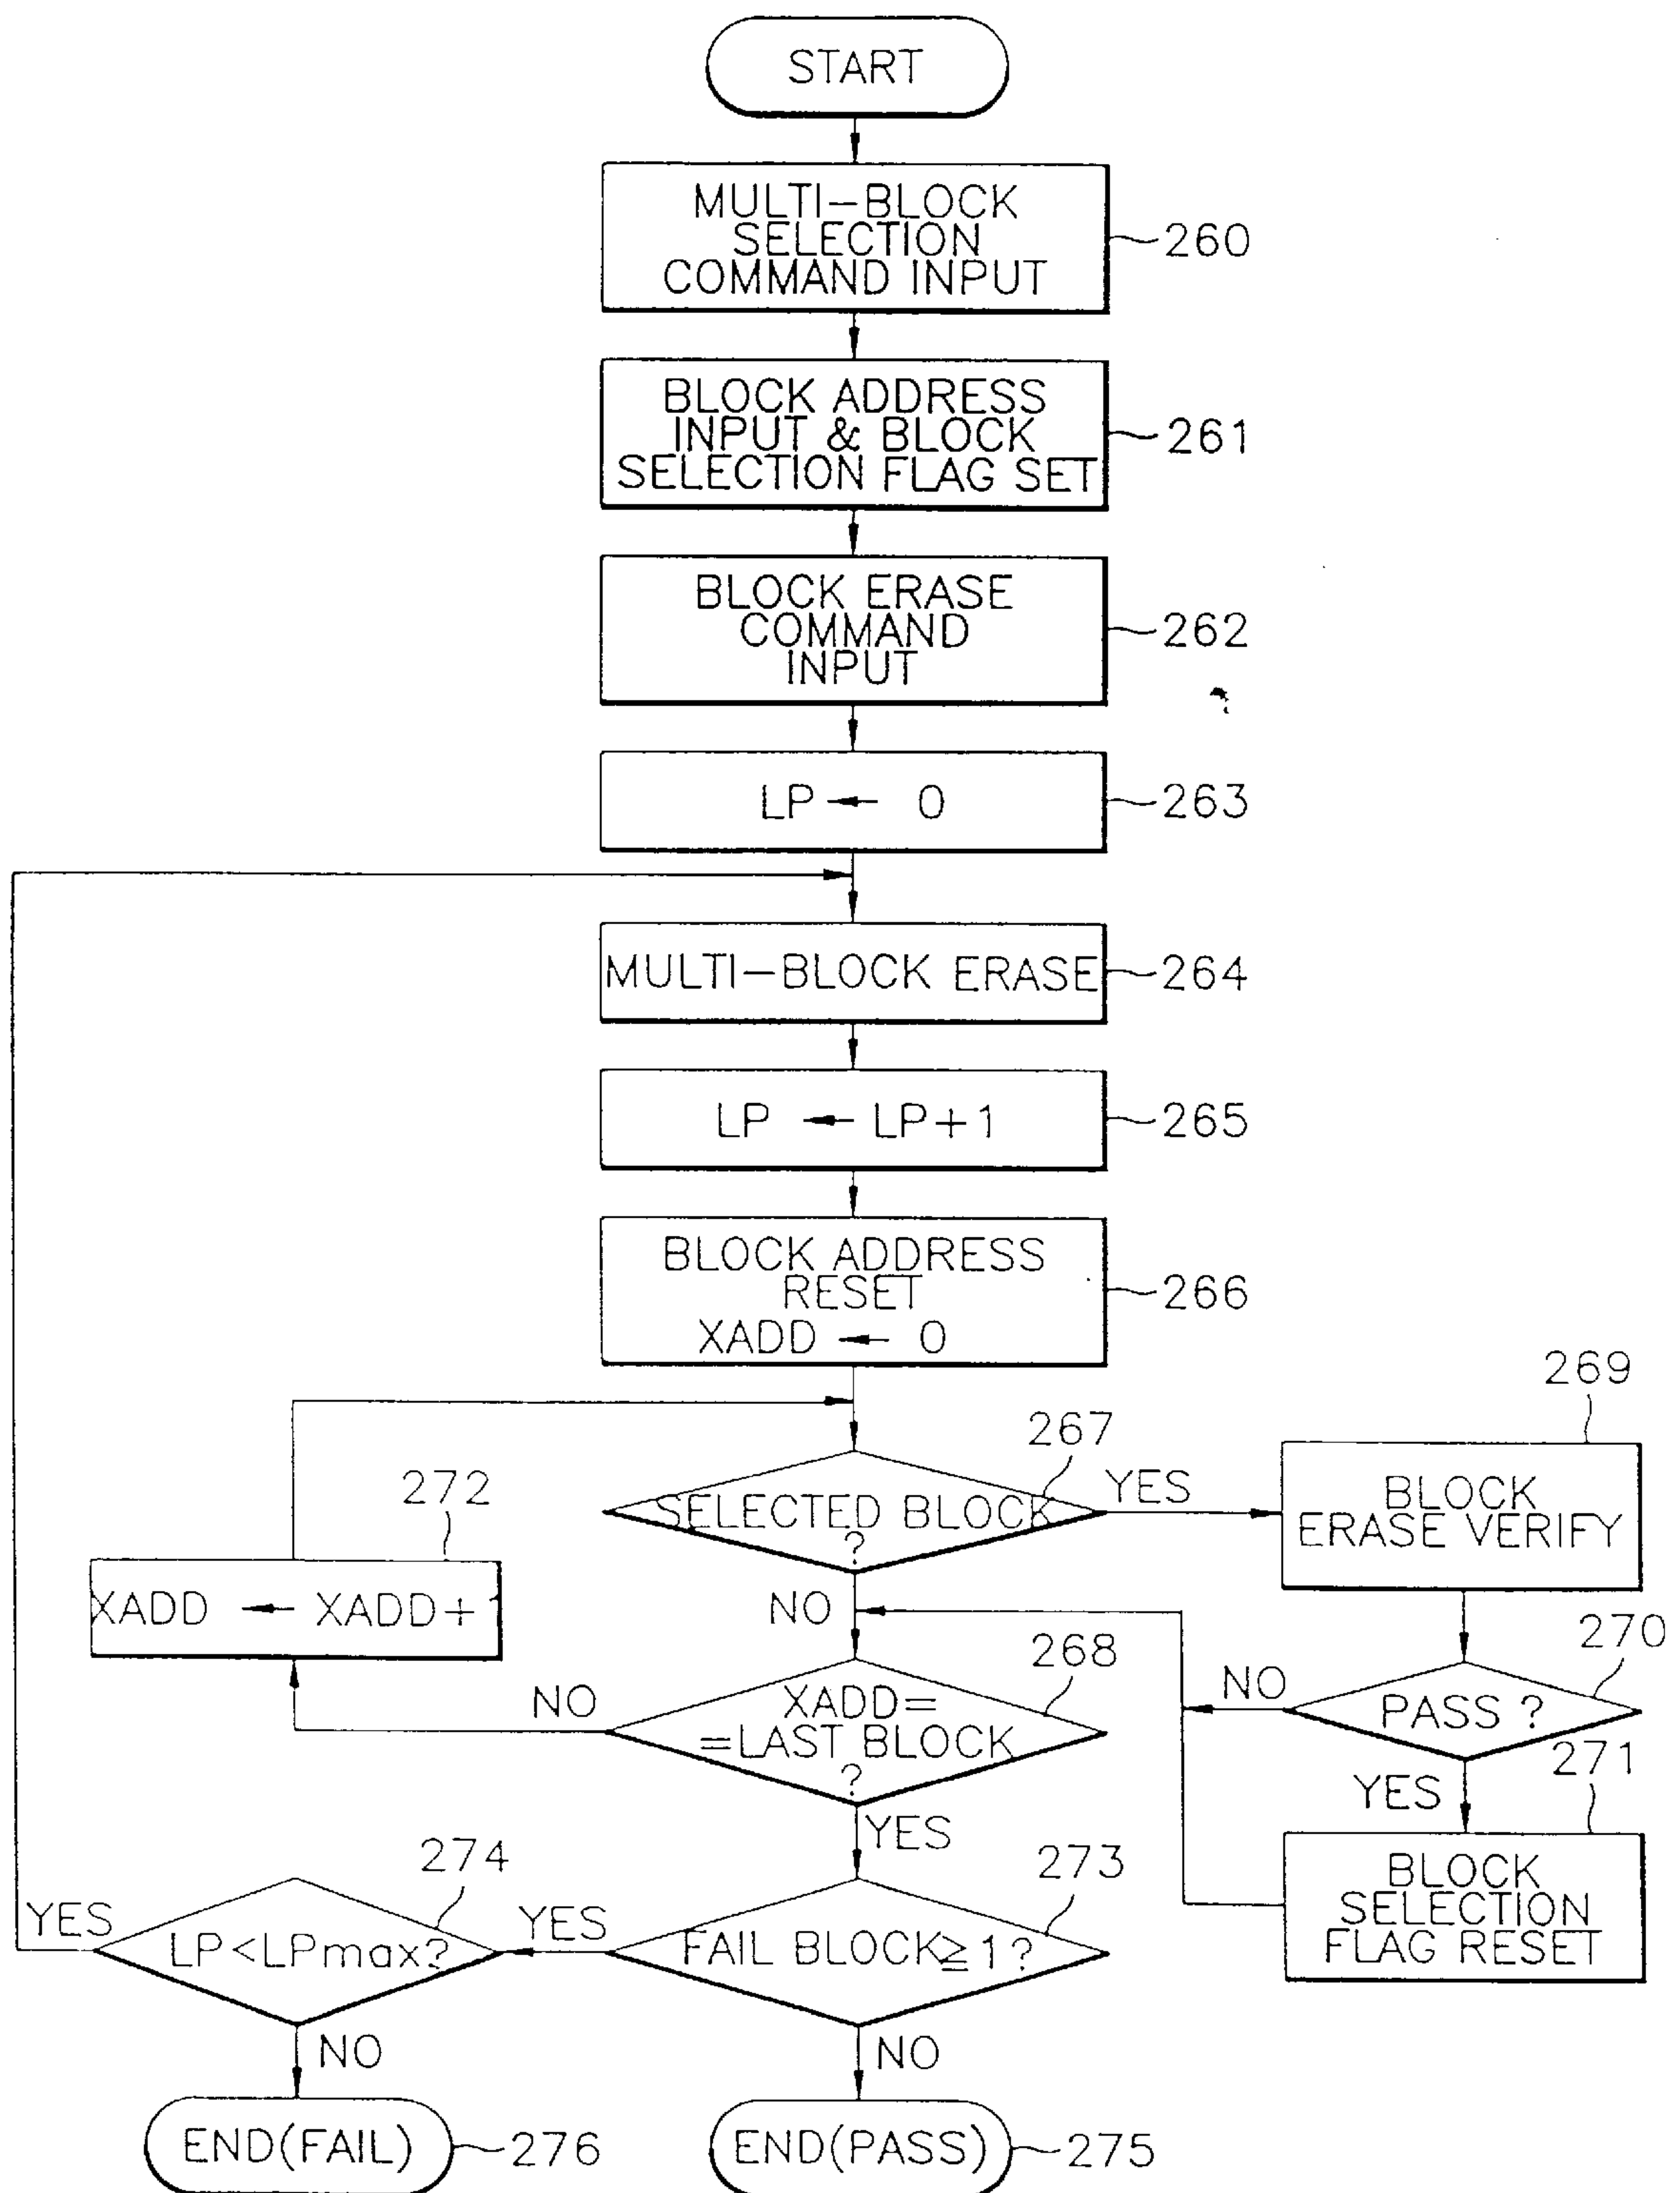 START
MULTI-BLOCK
SELECTION
COMMAND INPUT
260
BLOCK ADDRESS
INPUT & BLOCK
SELECTION FLAG SET
261
BLOCK ERASE
COMMAND
INPUT
262
LP ← 0
263
MULTI-BLOCK ERASE
264
LP ← LP+1
265
BLOCK ADDRESS
RESET
XADD ← 0
266
267
SELECTED BLOCK
?
YES
NO
269
BLOCK
ERASE VERIFY
272
XADD ← XADD+1
268
XADD=
=LAST BLOCK
?
NO
YES
270
PASS ?
NO
YES
271
BLOCK
SELECTION
FLAG RESET
273
FAIL BLOCK≧1?
YES
NO
274
LP<LPmax?
YES
NO
END(FAIL)
276
END(PASS)
275